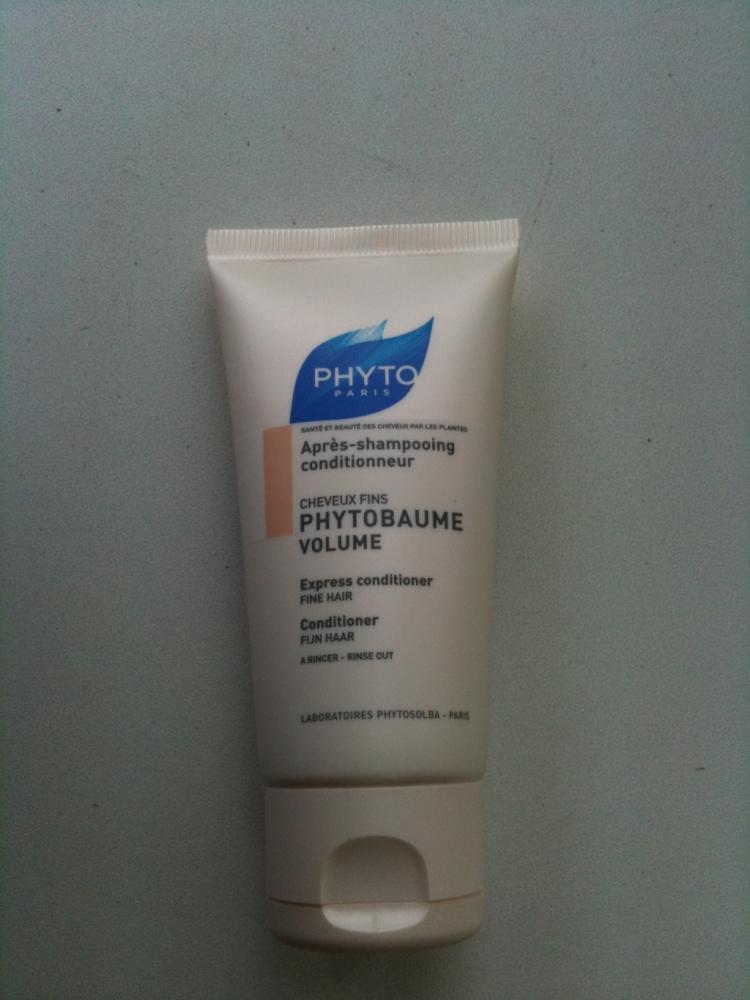 PHYTO
PARIS
SANTÉ ET BEAUTÉ DES CHEVEUX PAR LES PLANTES
Après-shampooing
conditionneur
CHEVEUX FINS
PHYTOBAUME
VOLUME
Express conditioner
FINE HAIR
Conditioner
FIJN HAAR
A RINCER - RINSE OUT
LABORATOIRES PHYTOSOLBA - PARIS